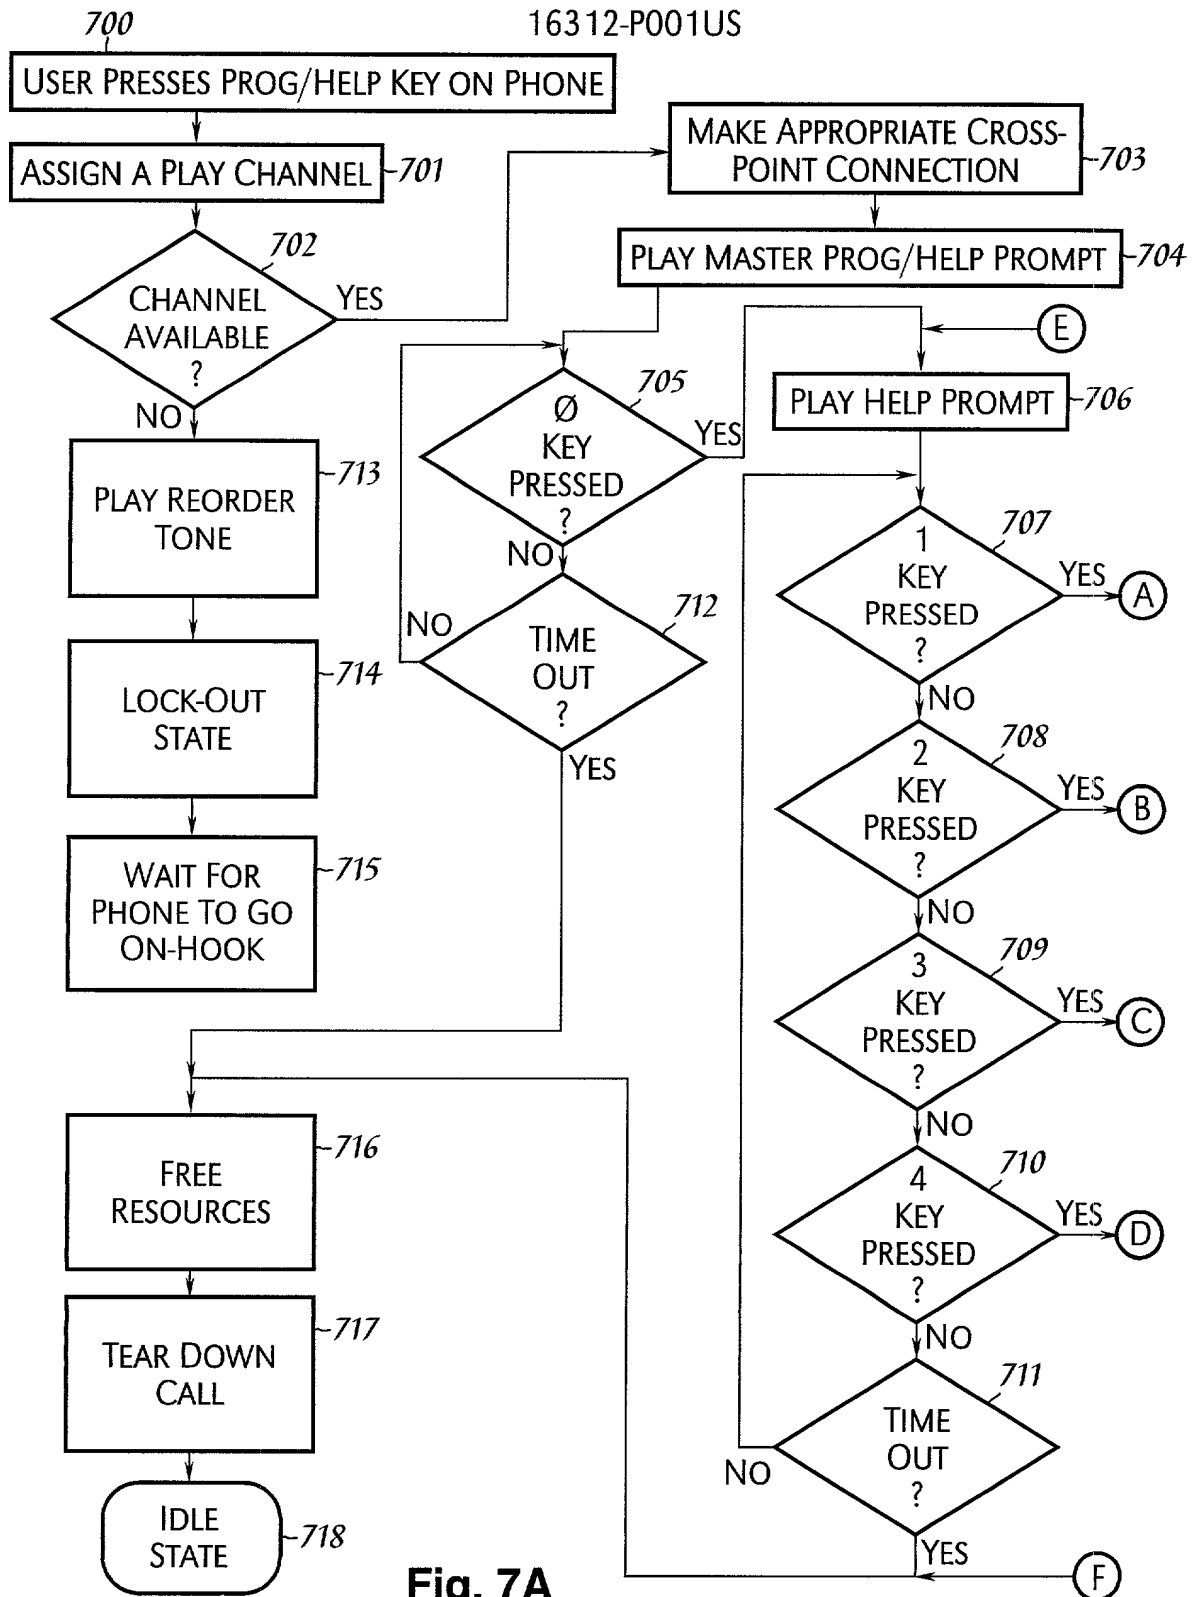 16312-P001US
700
USER PRESSES PROG/HELP KEY ON PHONE
ASSIGN A PLAY CHANNEL
701
702
CHANNEL
AVAILABLE
?
YES
NO
MAKE APPROPRIATE CROSS-
POINT CONNECTION
703
PLAY MASTER PROG/HELP PROMPT
704
705
Ø
KEY
PRESSED
?
YES
NO
E
PLAY HELP PROMPT
706
713
PLAY REORDER
TONE
707
1
KEY
PRESSED
?
YES
A
NO
712
TIME
OUT
?
NO
YES
714
LOCK-OUT
STATE
708
2
KEY
PRESSED
?
YES
B
NO
715
WAIT FOR
PHONE TO GO
ON-HOOK
709
3
KEY
PRESSED
?
YES
C
NO
716
FREE
RESOURCES
710
4
KEY
PRESSED
?
YES
D
NO
717
TEAR DOWN
CALL
711
TIME
OUT
?
NO
YES
IDLE
STATE
718
F
Fig. 7A